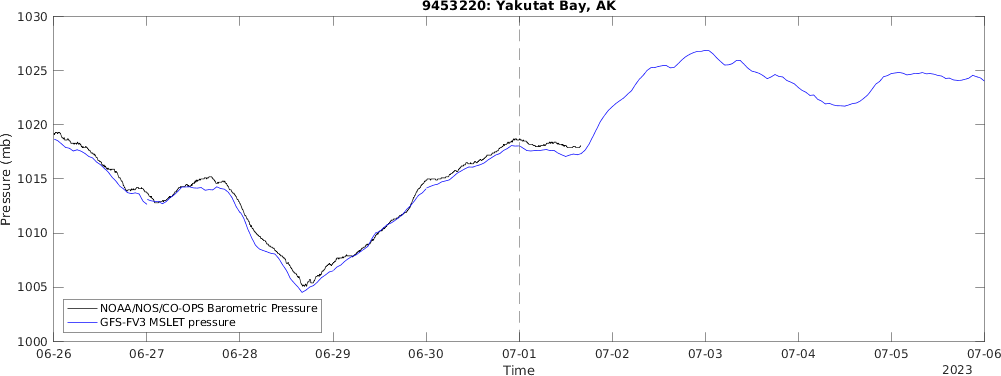 9453220: Yakutat Bay, AK
Pressure (mb)
1030
1025
1020
1015
1010
1005
1000
NOAA/NOS/CO-OPS Barometric Pressure
GFS-FV3 MSLET pressure
06-26 06-27 06-28 06-29 06-30 07-01 07-02 07-03 07-04 07-05 07-06
Time
2023